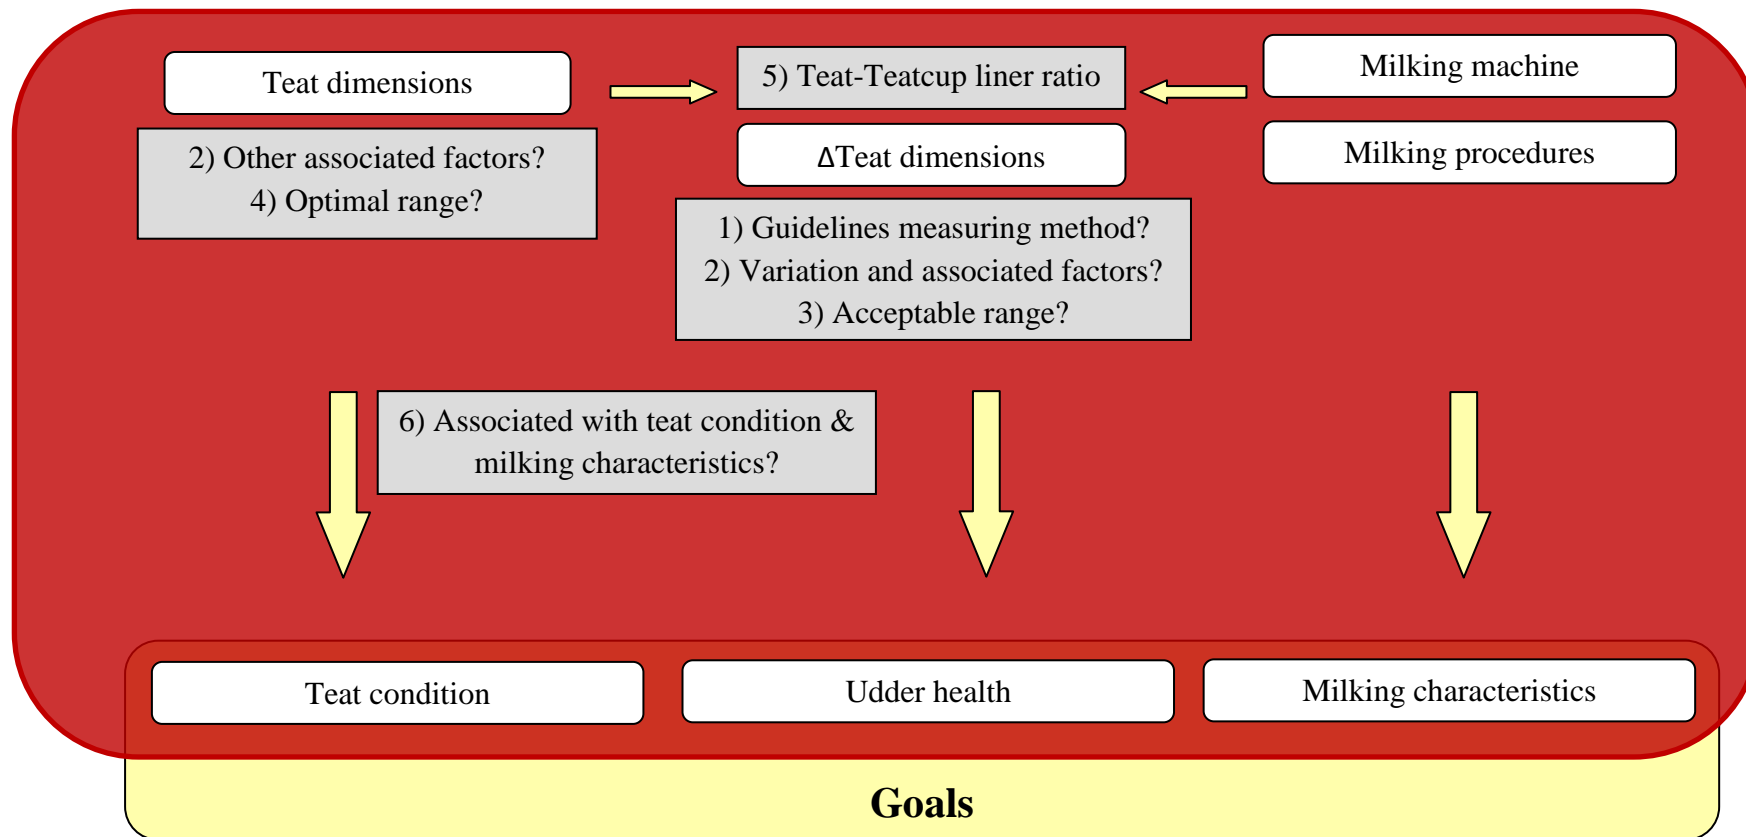 Teat dimensions
2) Other associated factors?
4) Optimal range?
5) Teat-Teatcup liner ratio
ΔTeat dimensions
1) Guidelines measuring method?
2) Variation and associated factors?
3) Acceptable range?
Milking machine
Milking procedures
6) Associated with teat condition &
milking characteristics?
Teat condition
Udder health
Milking characteristics
Goals